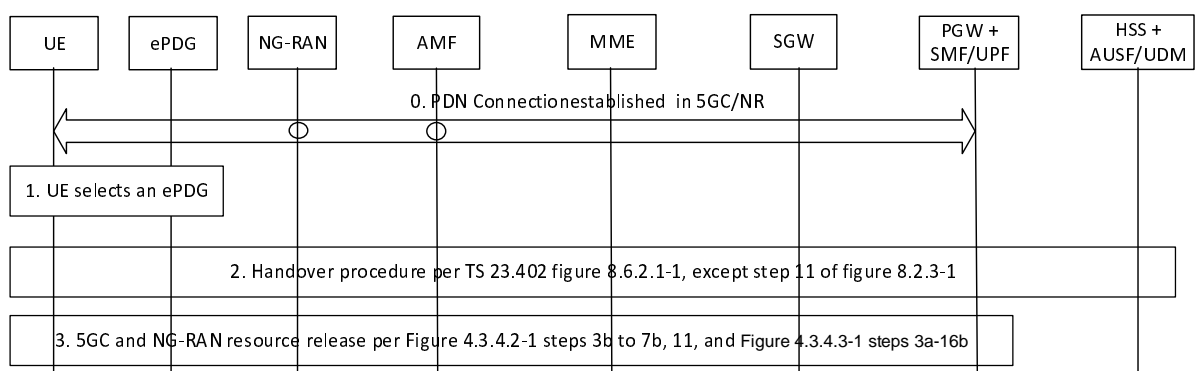 UE
ePDG
NG-RAN
AMF
MME
SGW
PGW +
SMF/UPF
HSS +
AUSF/UDM
0. PDN Connectionestablished in 5GC/NR
1. UE selects an ePDG
2. Handover procedure per TS 23.402 figure 8.6.2.1-1, except step 11 of figure 8.2.3-1
3. 5GC and NG-RAN resource release per Figure 4.3.4.2-1 steps 3b to 7b, 11, and Figure 4.3.4.3-1 steps 3a-16b